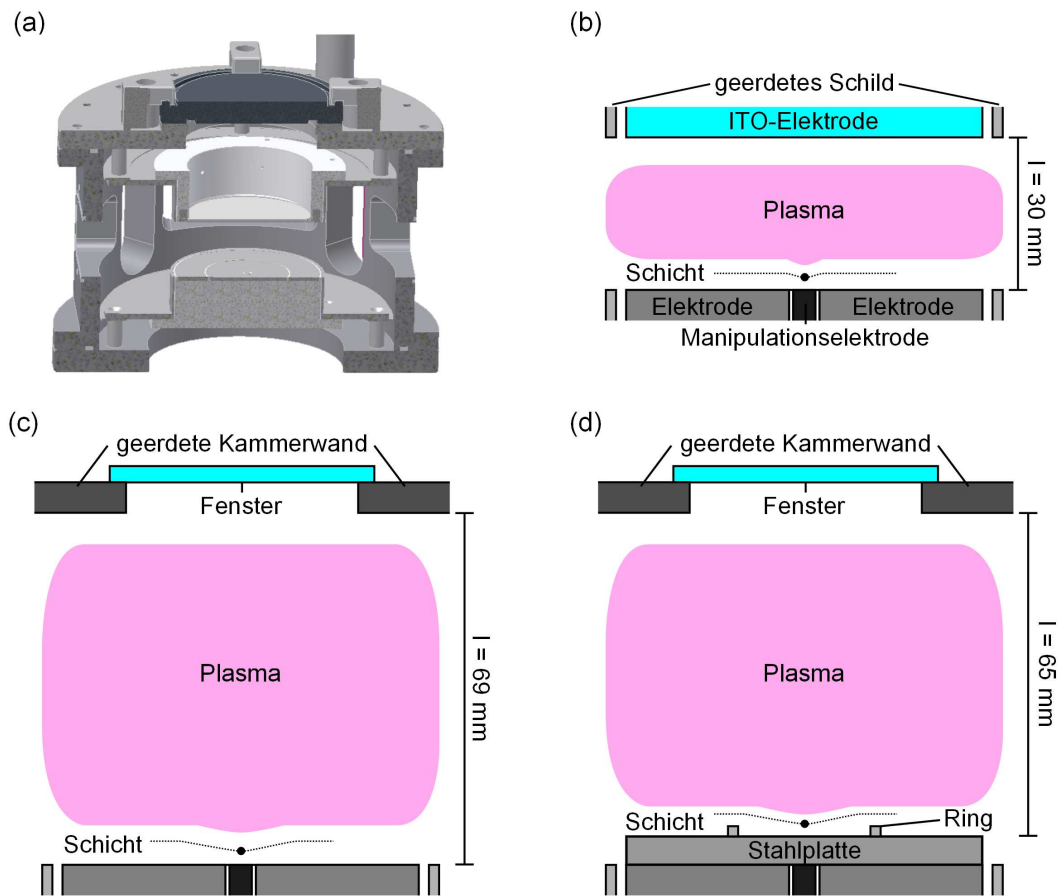 (a)
(b)
geerdetes Schild
ITO-Elektrode
Plasma
l = 30 mm
Schicht
Elektrode
Elektrode
Manipulationselektrode
(c)
geerdete Kammerwand
Fenster
Plasma
l = 69 mm
Schicht
(d)
geerdete Kammerwand
Fenster
Plasma
l = 65 mm
Schicht
Ring
Stahlplatte